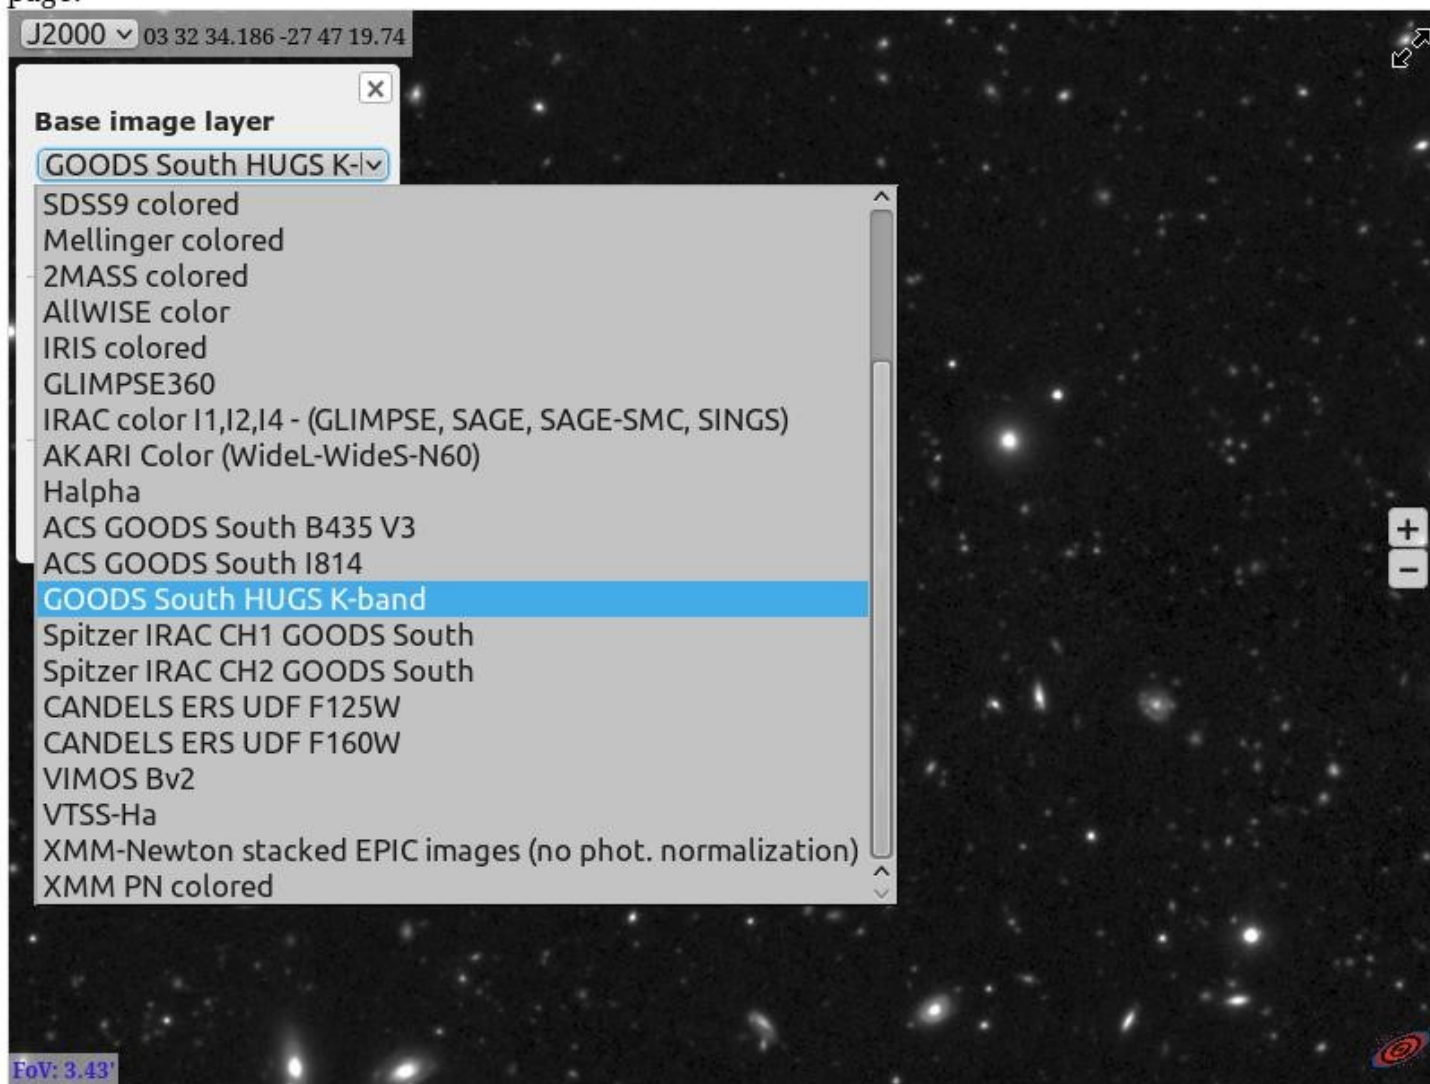 page.
J2000 03 32 34.186 -27 47 19.74
Base image layer
GOODS South HUGS K-
SDSS9 colored
Mellinger colored
2MASS colored
AllWISE color
IRIS colored
GLIMPSE360
IRAC color I1,I2,I4 - (GLIMPSE, SAGE, SAGE-SMC, SINGS)
AKARI Color (WideL-WideS-N60)
Halpha
ACS GOODS South B435 V3
ACS GOODS South I814
GOODS South HUGS K-band
Spitzer IRAC CH1 GOODS South
Spitzer IRAC CH2 GOODS South
CANDELS ERS UDF F125W
CANDELS ERS UDF F160W
VIMOS Bv2
VTSS-Ha
XMM-Newton stacked EPIC images (no phot. normalization)
XMM PN colored
FoV: 3.43'